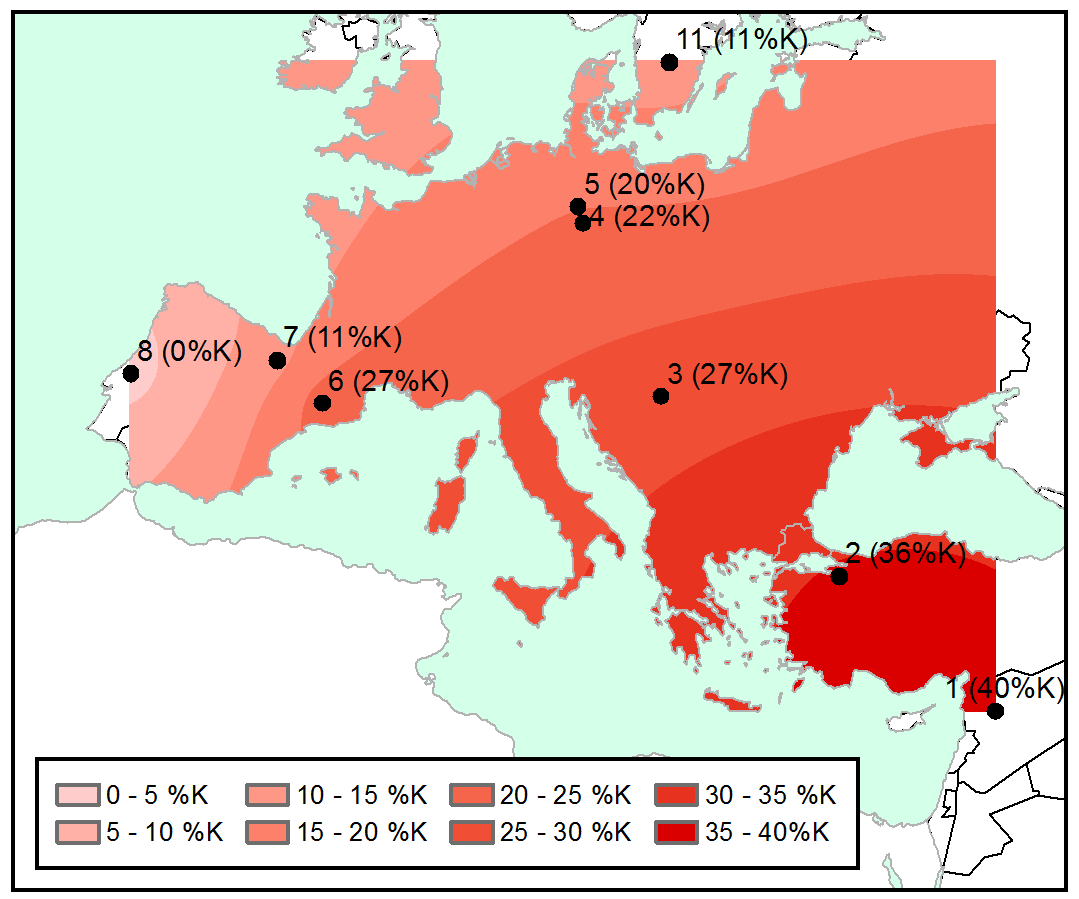 11 (11%K)
5 (20%K)
4 (22%K)
7 (11%K)
8 (0%K)
6 (27%K)
3 (27%K)
2 (36%K)
1 (40%K)
0 - 5 %K
10 - 15 %K
20 - 25 %K
30 - 35 %K
5 - 10 %K
15 - 20 %K
25 - 30 %K
35 - 40%K